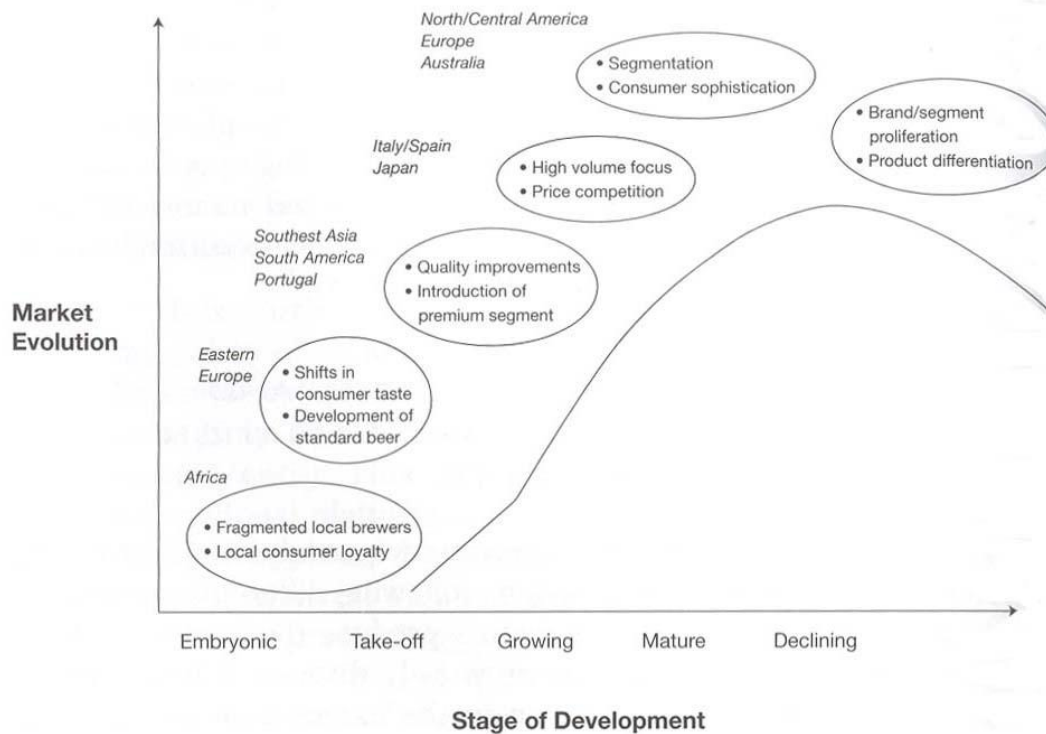 North/Central America
Europe
Australia
• Segmentation
• Consumer sophistication
• Brand/segment
proliferation
• Product differentiation
Italy/Spain
Japan
• High volume focus
• Price competition
Southest Asia
South America
Portugal
• Quality improvements
• Introduction of
premium segment
Market
Evolution
Eastern
Europe
• Shifts in
consumer taste
• Development of
standard beer
Africa
• Fragmented local brewers
• Local consumer loyalty
Embryonic
Take-off
Growing
Mature
Declining
Stage of Development